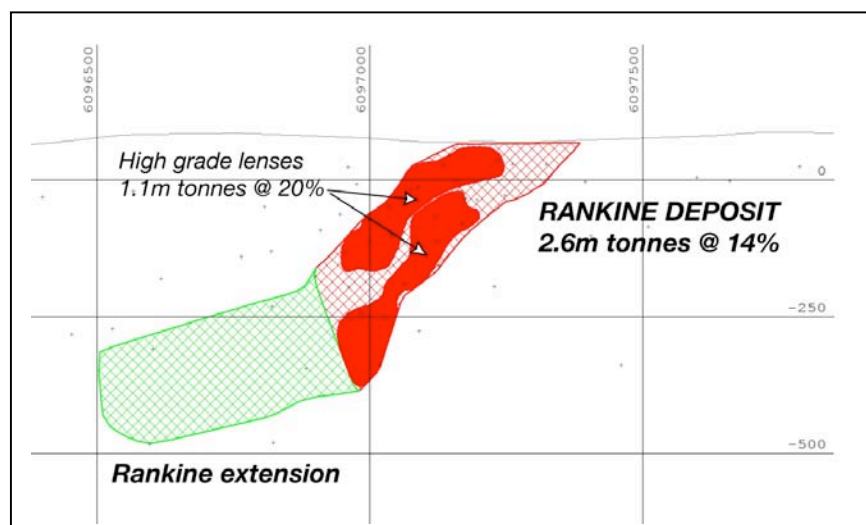 6096500
6097000
6097500
High grade lenses
1.1m tonnes @ 20%
0
RANKINE DEPOSIT
2.6m tonnes @ 14%
-250
-500
Rankine extension